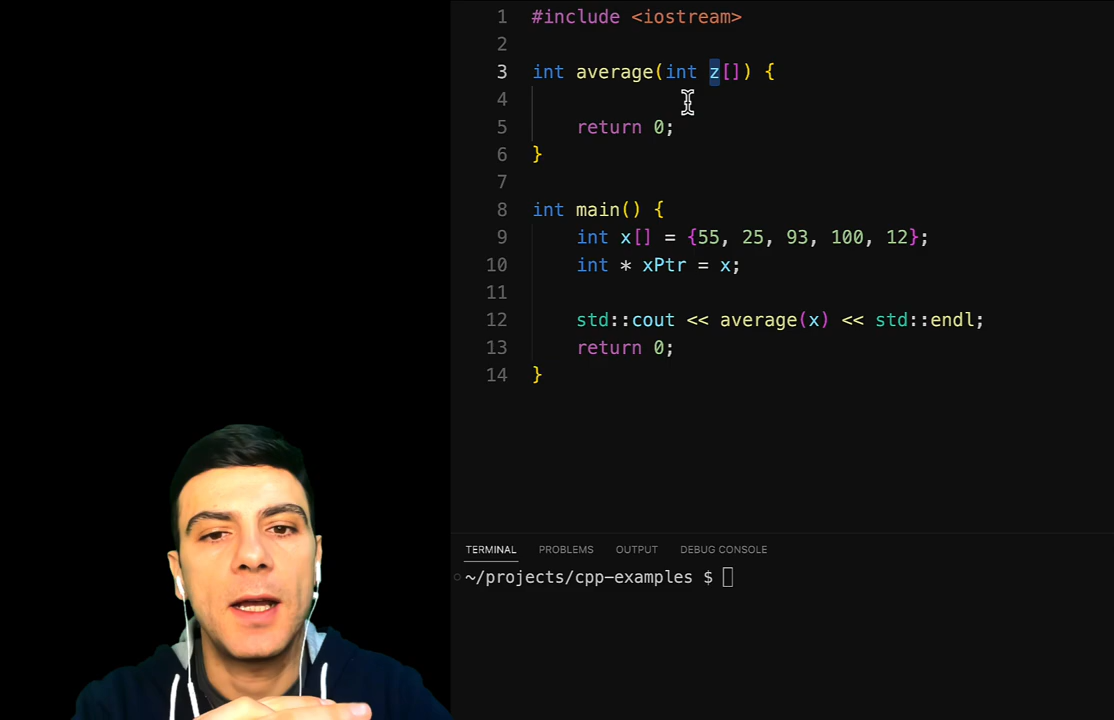 1 #include <iostream>
2
3 int average(int z[]) {
4
5     return 0;
6 }
7
8 int main() {
9     int x[] = {55, 25, 93, 100, 12};
10     int * xPtr = x;
11
12     std::cout << average(x) << std::endl;
13     return 0;
14 }
TERMINAL PROBLEMS OUTPUT DEBUG CONSOLE
~/projects/cpp-examples $